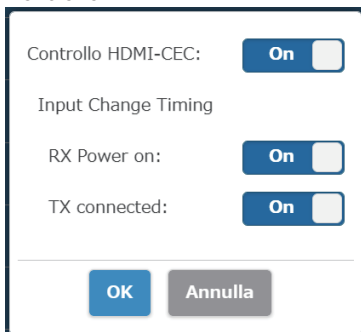 Controllo HDMI-CEC: On
Input Change Timing
RX Power on: On
TX connected: On
OK Annulla